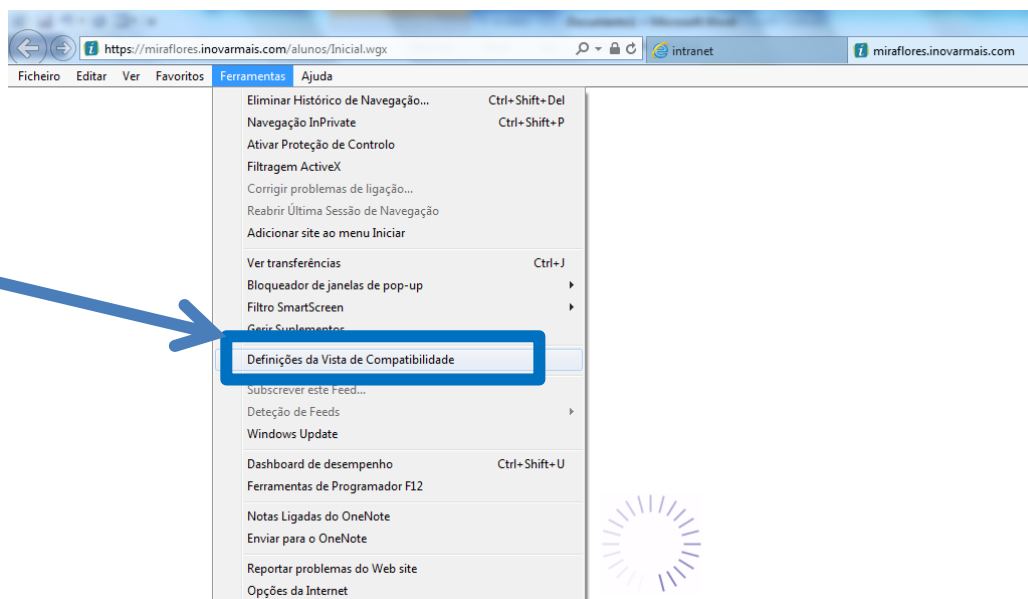 https://miraflores.inovarmais.com/alunos/Inicial.wgx
intranet
miraflores.inovarmais.com
Ficheiro Editar Ver Favoritos Ferramentas Ajuda
Eliminar Histórico de Navegação... Ctrl+Shift+Del
Navegação InPrivate Ctrl+Shift+P
Ativar Proteção de Controlo
Filtragem ActiveX
Corrigir problemas de ligação...
Reabrir Última Sessão de Navegação
Adicionar site ao menu Iniciar
Ver transferências Ctrl+J
Bloqueador de janelas de pop-up
Filtro SmartScreen
Gerir Suplementos
Definições da Vista de Compatibilidade
Subscrever este Feed...
Deteção de Feeds
Windows Update
Dashboard de desempenho Ctrl+Shift+U
Ferramentas de Programador F12
Notas Ligadas do OneNote
Enviar para o OneNote
Reportar problemas do Web site
Opções da Internet